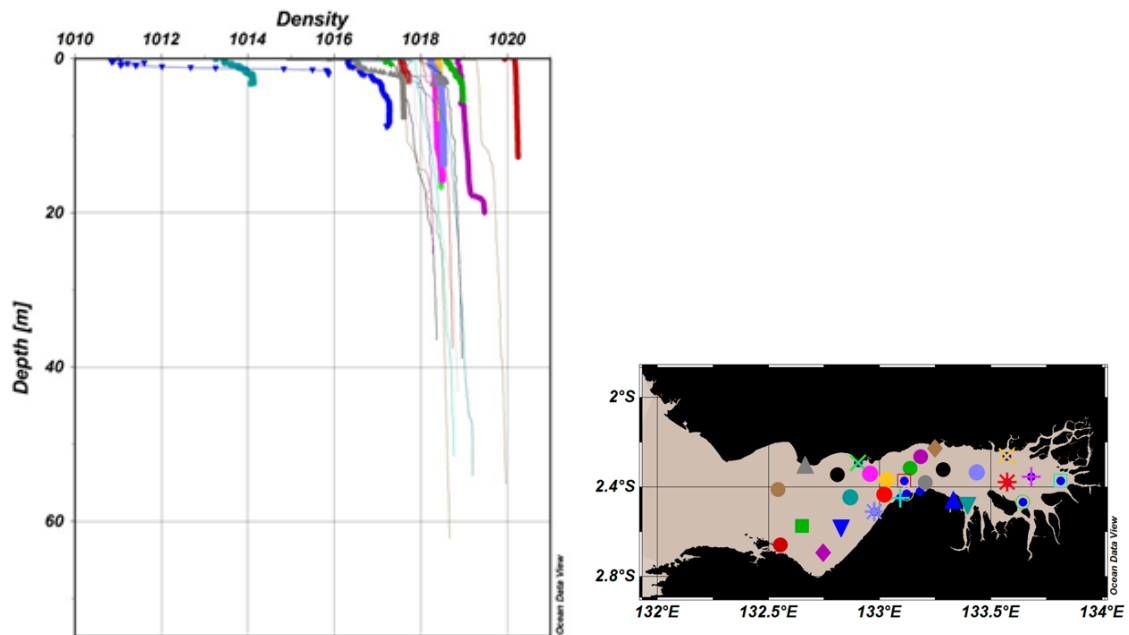 Density
1010 1012 1014 1016 1018 1020
0
20
40
60
Depth [m]
Ocean Data View
2°S
2.4°S
2.8°S
132°E 132.5°E 133°E 133.5°E 134°E
Ocean Data View